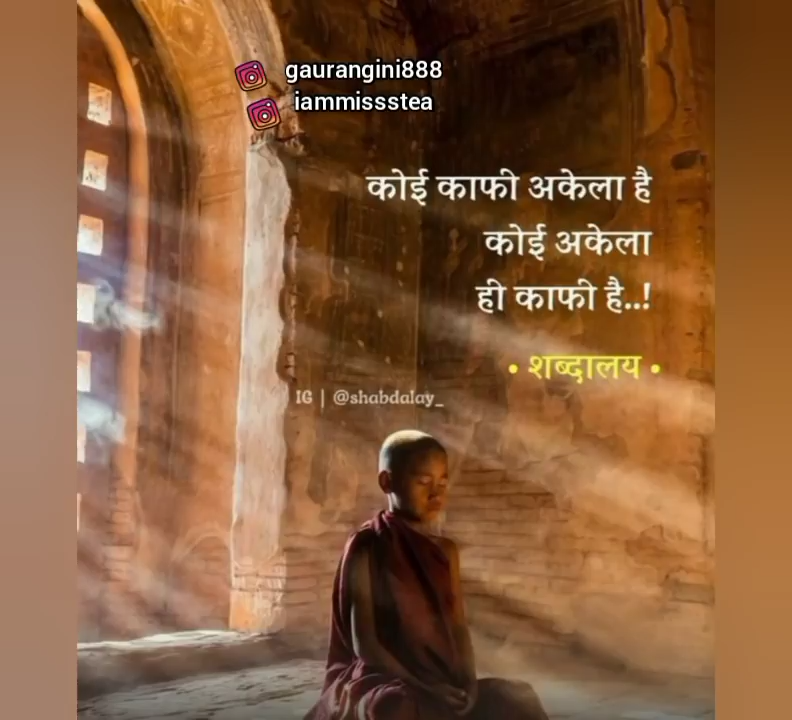 gaurangini888
iammissstea
कोई काफी अकेला है
कोई अकेला
ही काफी है..!
• शब्दालय •
IG | @shabdalay_